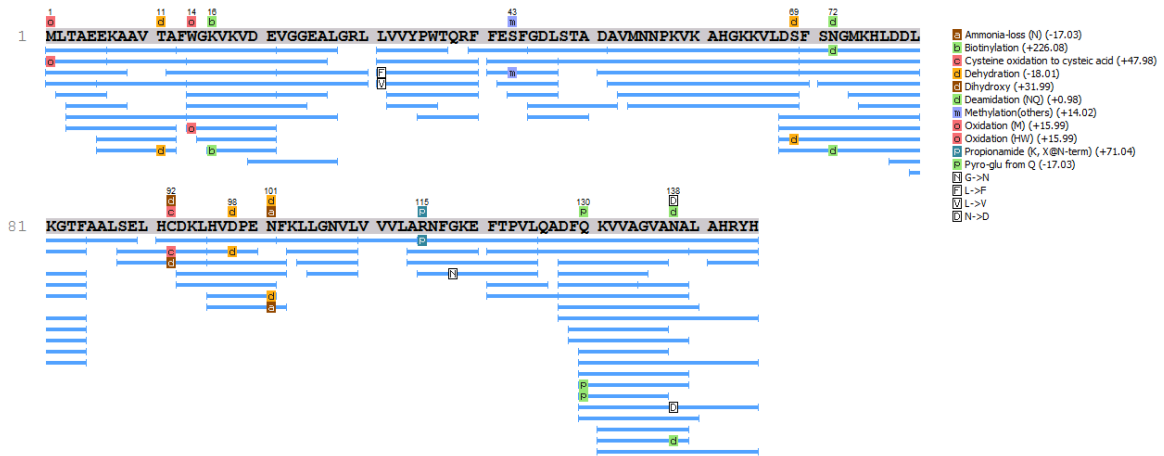 1 11 14 16 43 69 72
o d o b m d d
1 MLTAEEKAAV TAFWGKVKVD EVGGEALGRL LVVYPWTQRF FESFGDLSTA DAVMNNPKVK AHGKKVLDSF SNGMKHLDDL
d
o
F m
V
o
d
d b d
92 101 138
d d D
98 115 130
c d a P p d
81 KGTFAALSEL HCDKLHVDPE NFKLLGNVLV VVLARNFGKE FTPVLQADFQ KVVAGVANAL AHRYH
P
c d
d
N
d
a
p
p
D
d
a Ammonia-loss (N) (-17.03)
b Biotinylation (+226.08)
c Cysteine oxidation to cysteic acid (+47.98)
d Dehydration (-18.01)
d Dihydroxy (+31.99)
d Deamidation (NQ) (+0.98)
m Methylation(others) (+14.02)
o Oxidation (M) (+15.99)
o Oxidation (HW) (+15.99)
P Propionamide (K, X@N-term) (+71.04)
p Pyro-glu from Q (-17.03)
N G->N
F L->F
V L->V
D N->D